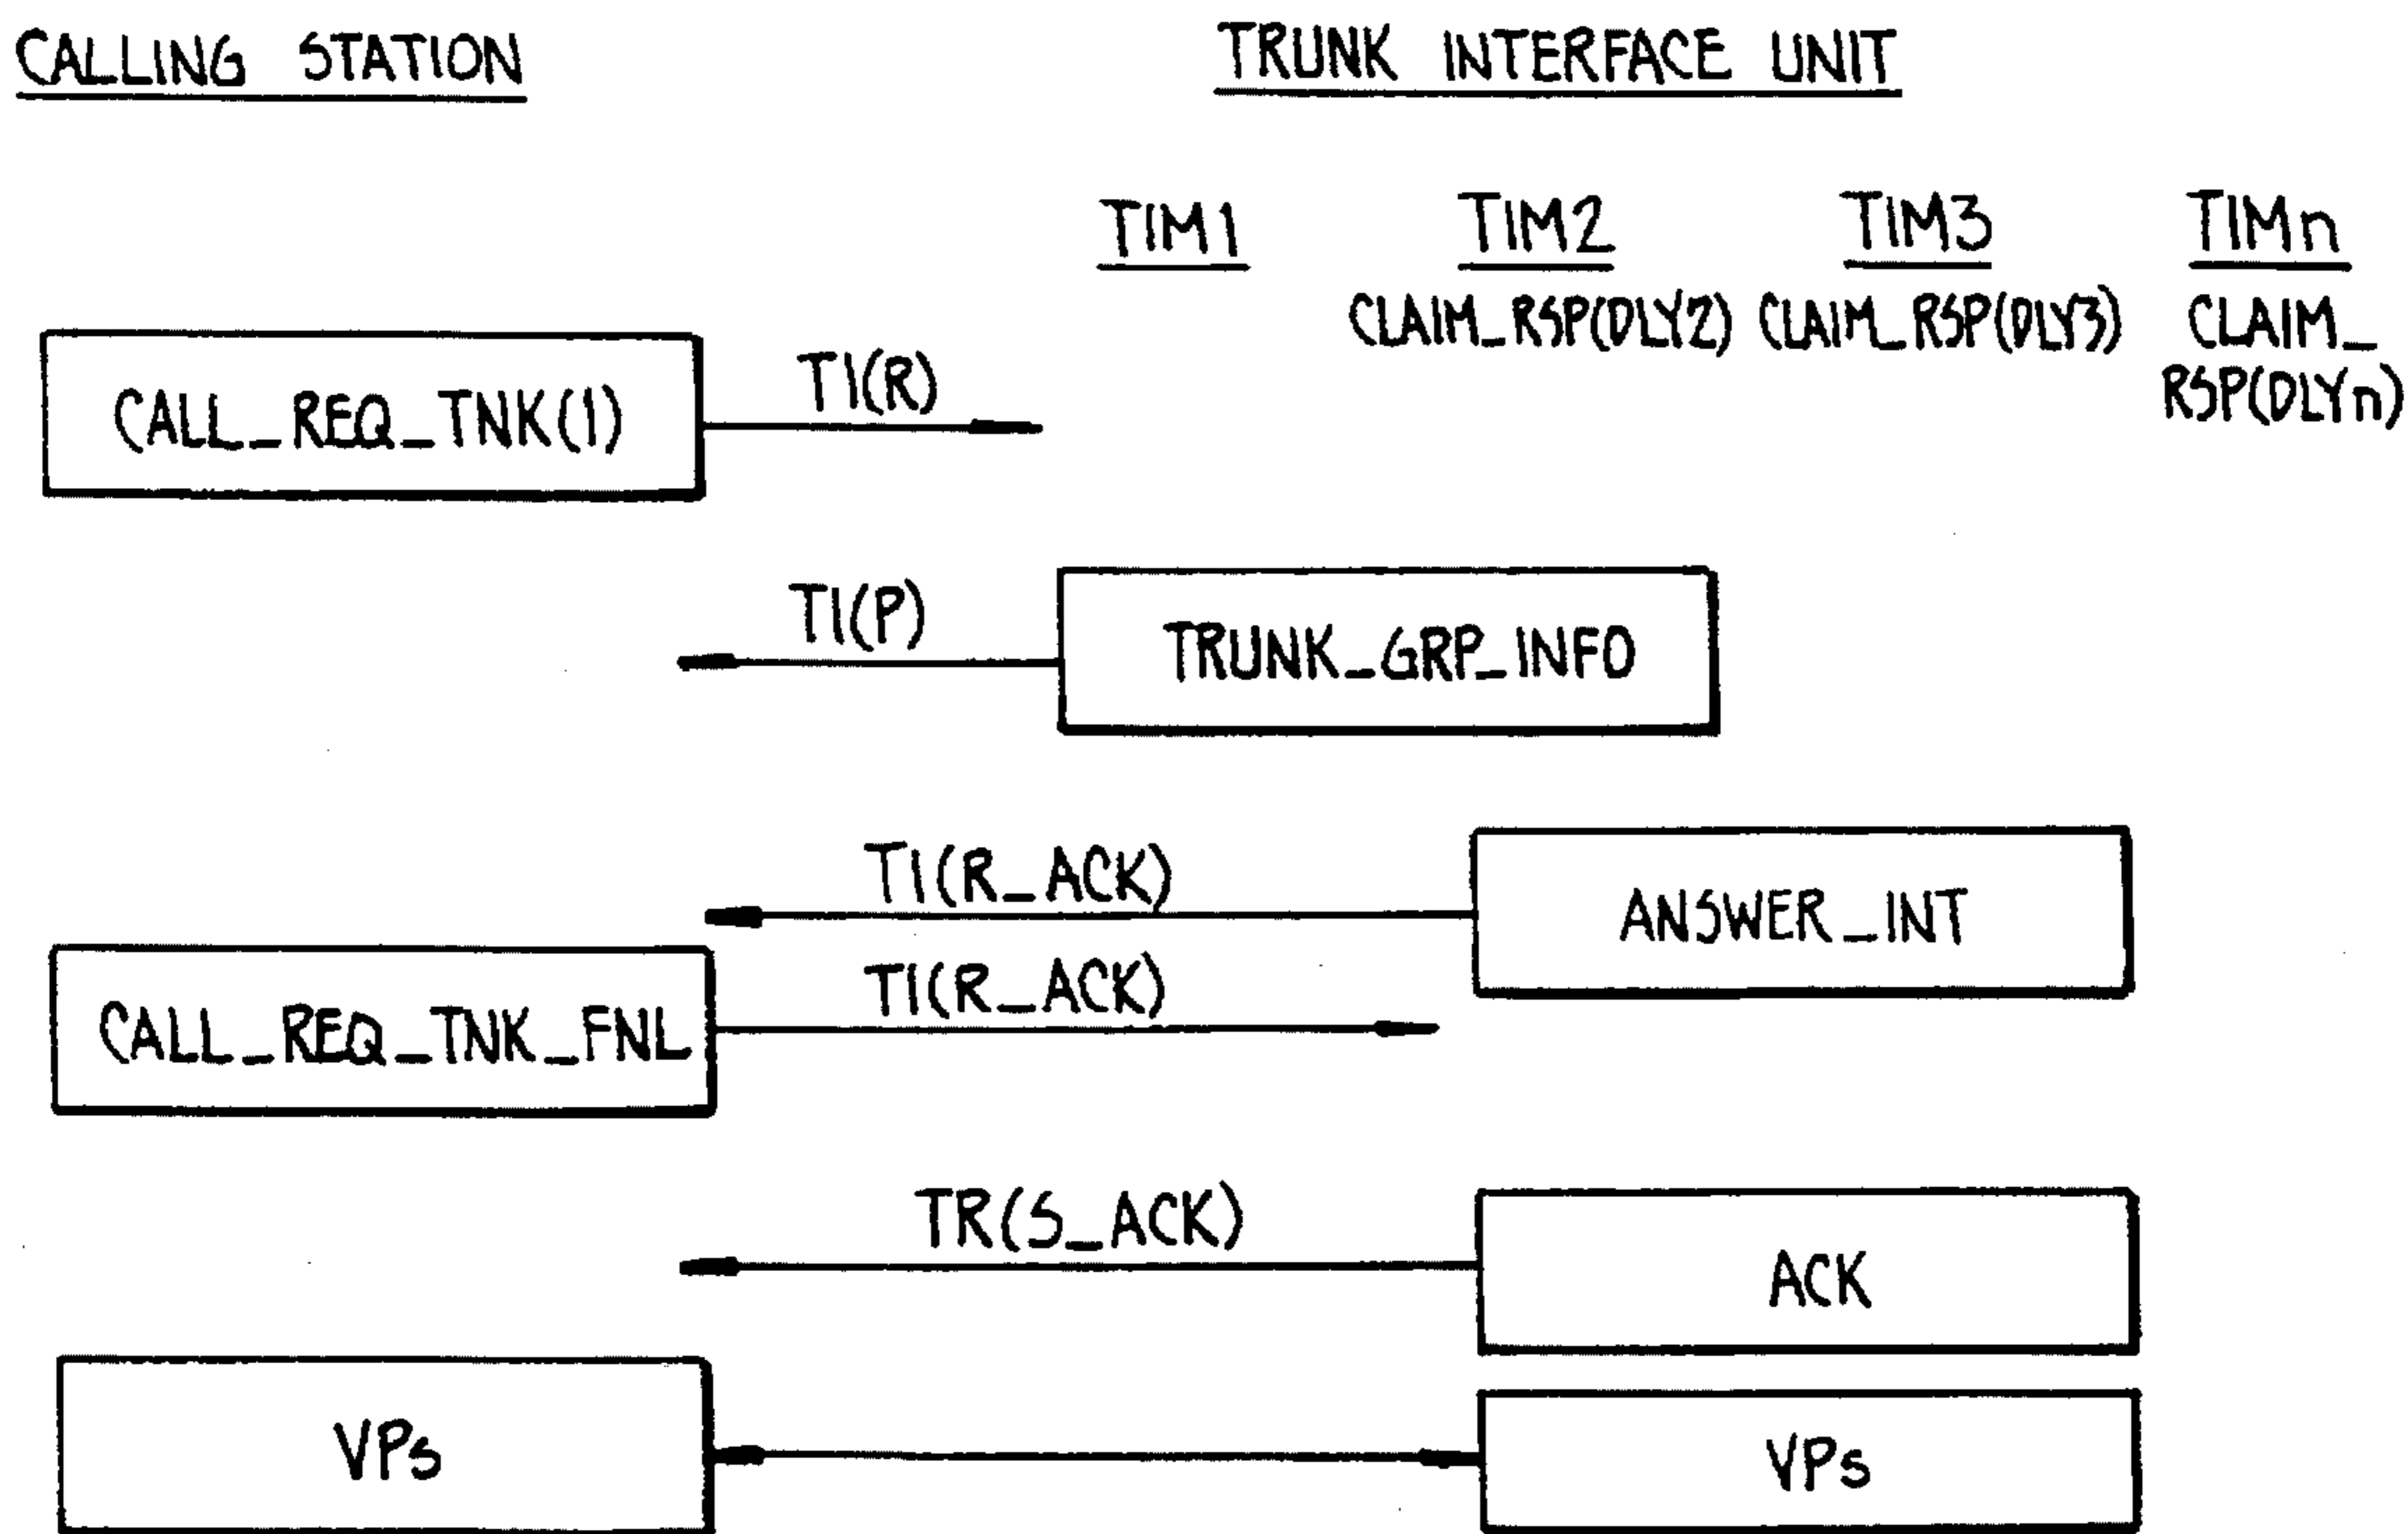 CALLING STATION
TRUNK INTERFACE UNIT
TIM1
TIM2
TIM3
TIMn
CLAIM_RSP(DLY2)
CLAIM_RSP(DLY3)
CLAIM_
RSP(DLYn)
CALL_REQ_TNK(1)
TI(R)
TI(P)
TRUNK_GRP_INFO
TI(R_ACK)
ANSWER_INT
CALL_REQ_TNK_FNL
TI(R_ACK)
TR(S_ACK)
ACK
VPs
VPs